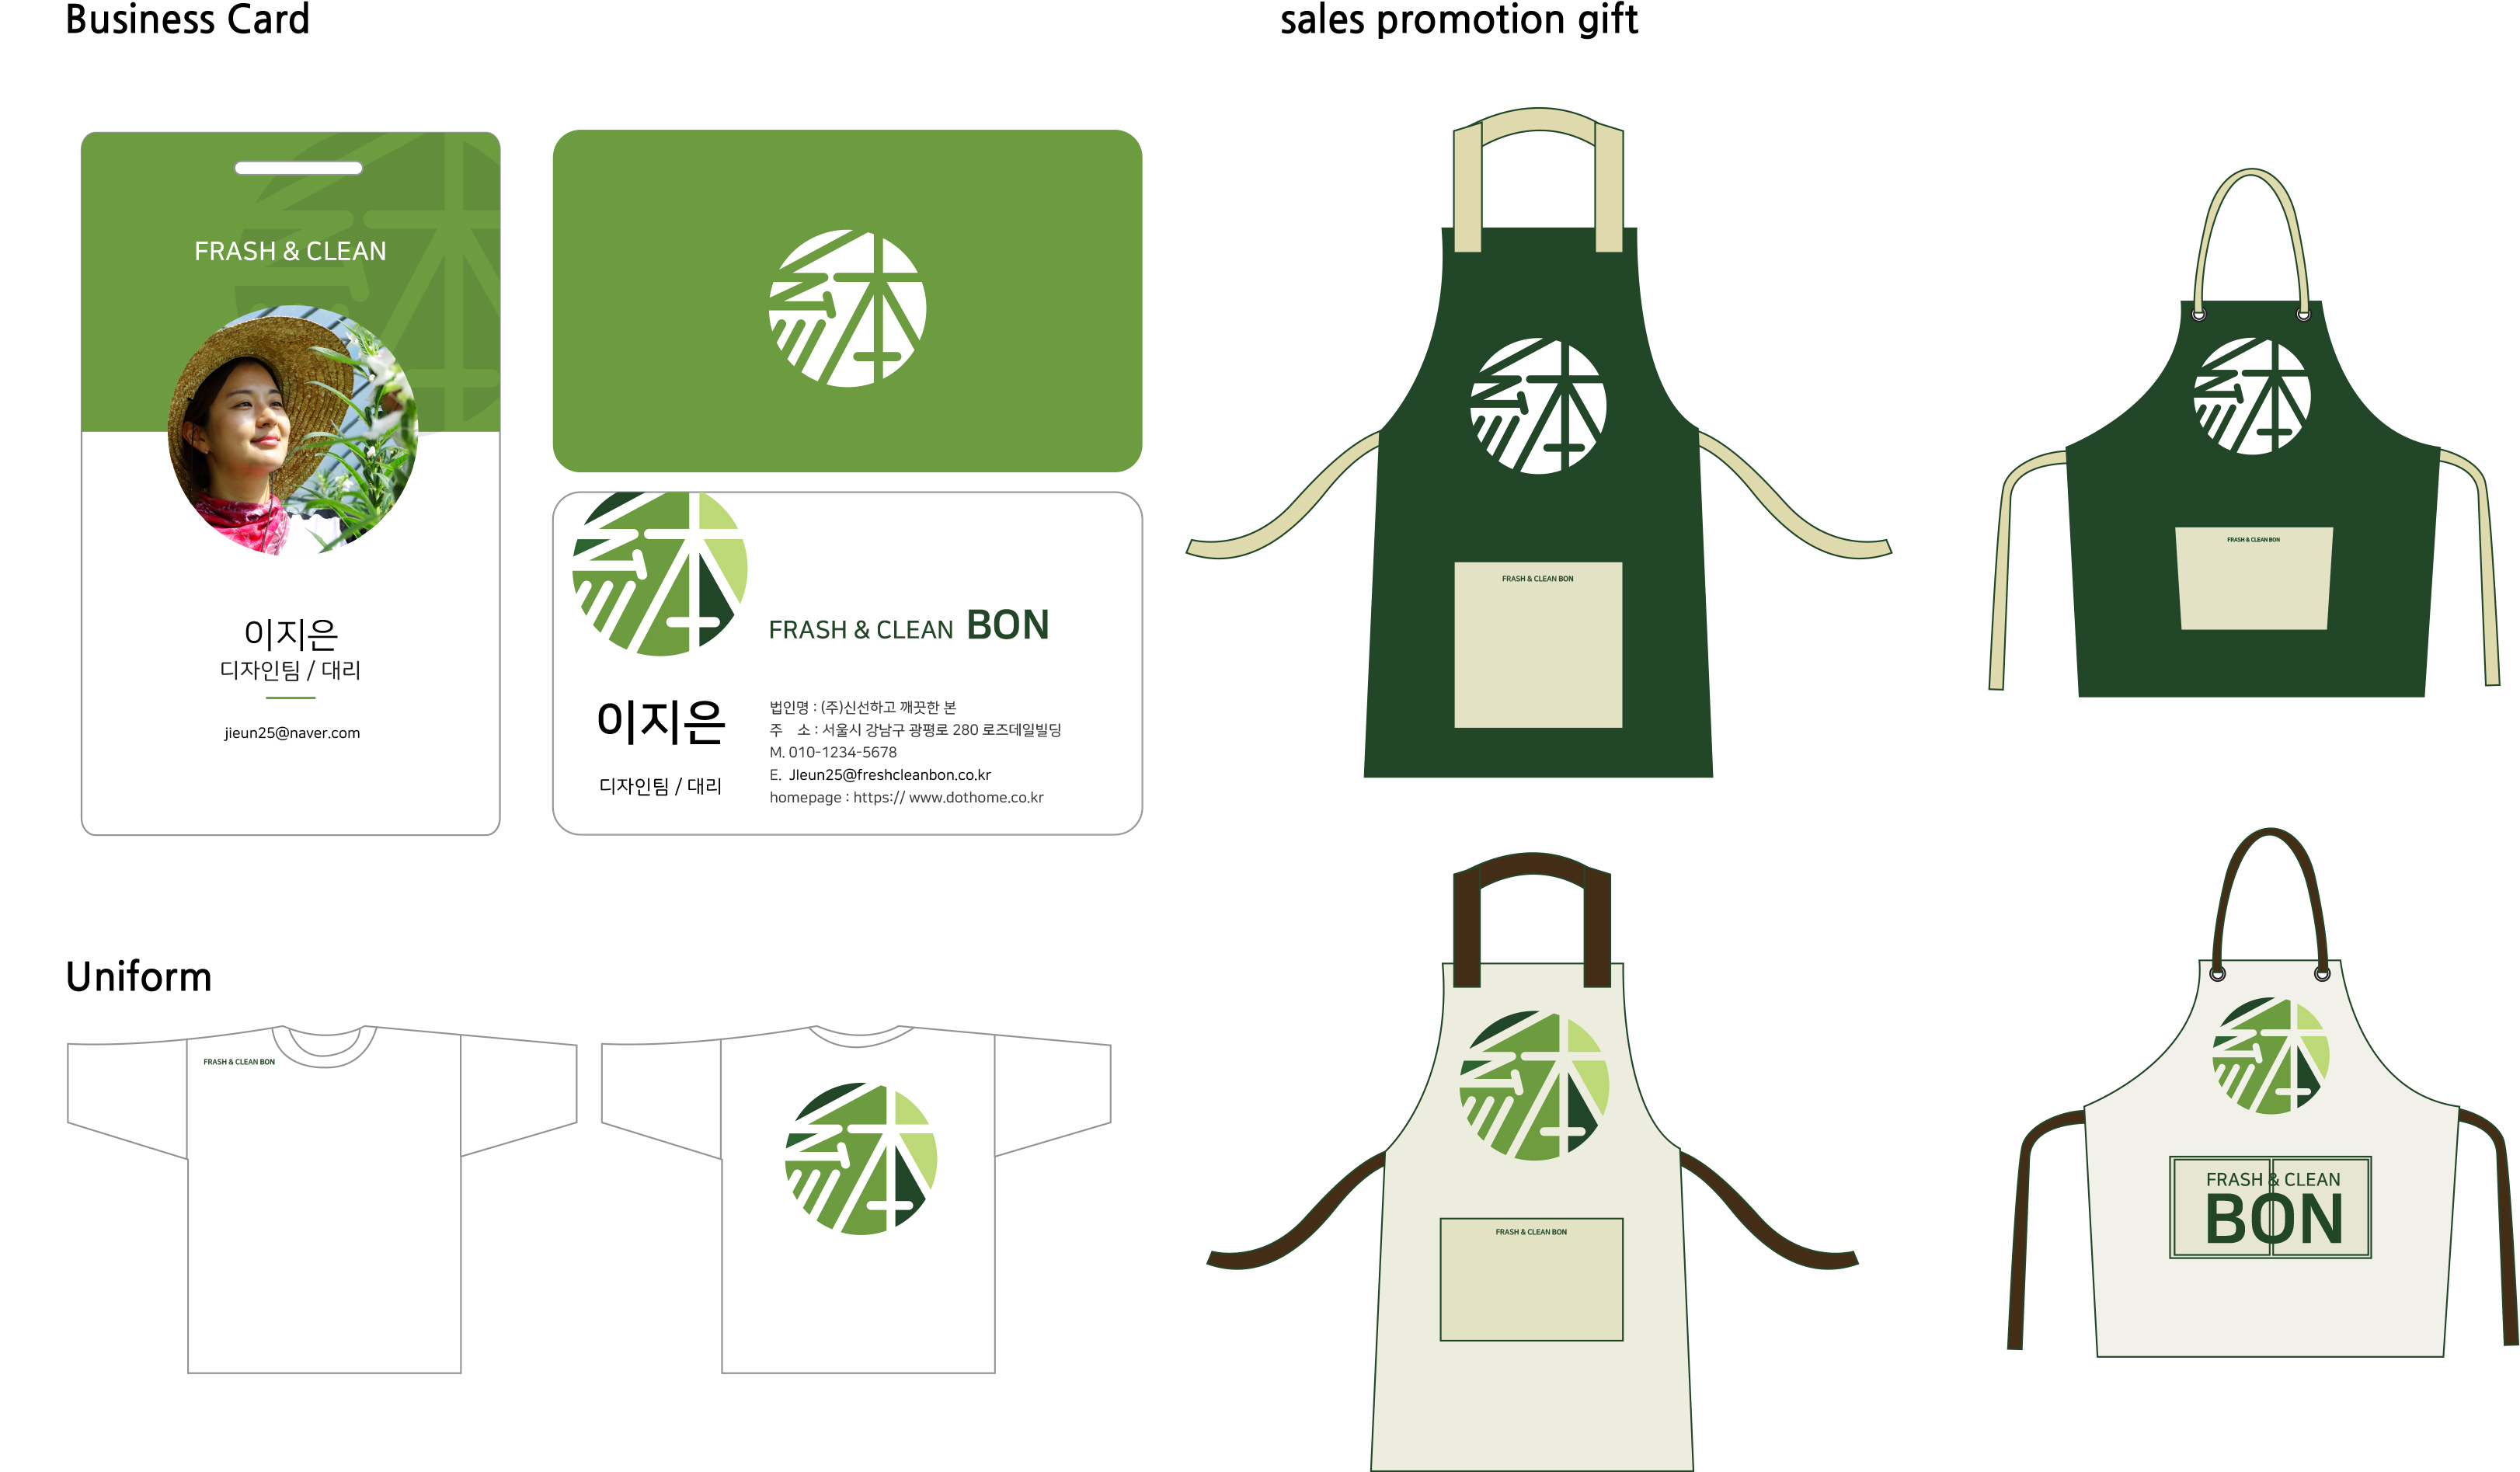 Business Card
FRASH & CLEAN
이지은
디자인팀 / 대리
jieun25@naver.com
FRASH & CLEAN BON
이지은
디자인팀 / 대리
법인명 : (주)신선하고 깨끗한 본
주 소 : 서울시 강남구 광평로 280 로즈데일빌딩
M. 010-1234-5678
E. JIeun25@freshcleanbon.co.kr
homepage : https:// www.dothome.co.kr
Uniform
FRASH & CLEAN BON
sales promotion gift
FRASH & CLEAN BON
FRASH & CLEAN BON
FRASH & CLEAN BON
FRASH & CLEAN
BON